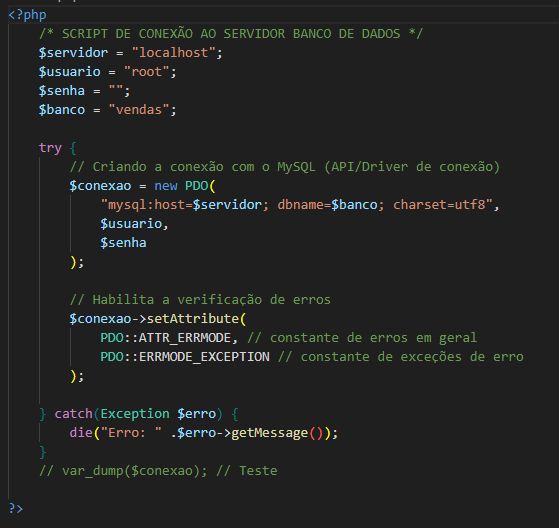 <?php
/* SCRIPT DE CONEXÃO AO SERVIDOR BANCO DE DADOS */
$servidor = "localhost";
$usuario = "root";
$senha = "";
$banco = "vendas";
try {
// Criando a conexão com o MySQL (API/Driver de conexão)
$conexao = new PDO(
"mysql:host=$servidor; dbname=$banco; charset=utf8",
$usuario,
$senha
);
// Habilita a verificação de erros
$conexao->setAttribute(
PDO::ATTR_ERRMODE, // constante de erros em geral
PDO::ERRMODE_EXCEPTION // constante de exceções de erro
);
} catch(Exception $erro) {
die("Erro: " .$erro->getMessage());
}
// var_dump($conexao); // Teste
?>